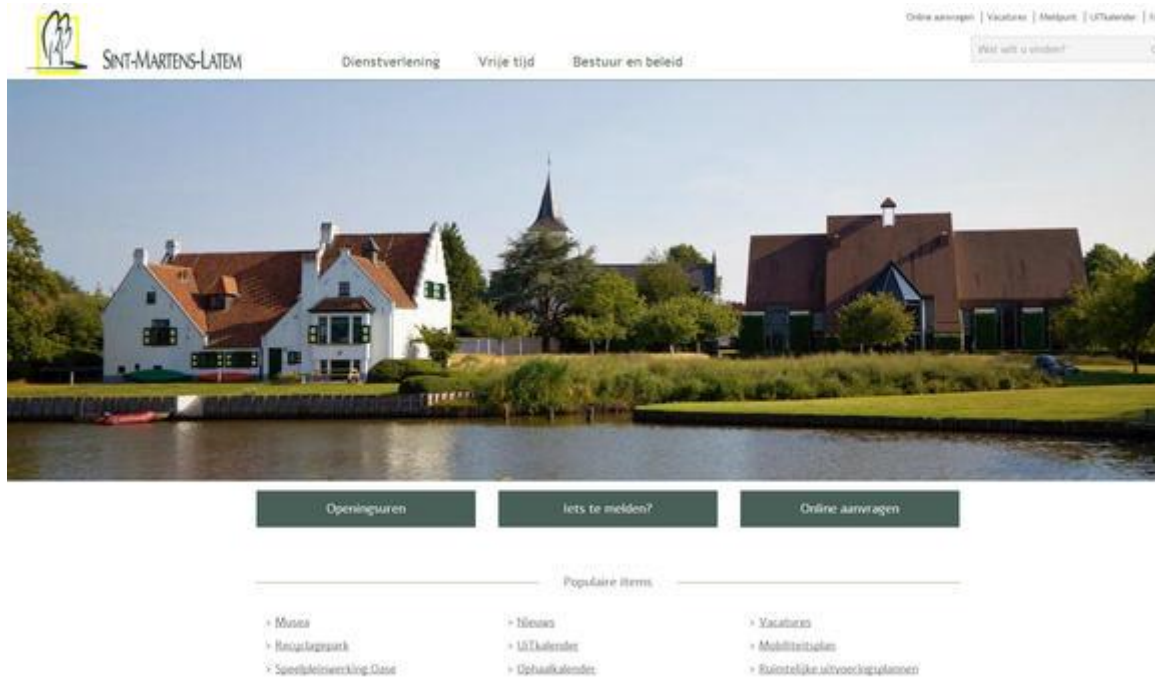 Online aanvragen | Vacatures | Meldpunt | UiTkalender |
Wat wilt u vinden?
SINT-MARTENS-LATEM
Dienstverlening Vrije tijd Bestuur en beleid
Openingsuren Iets te melden? Online aanvragen
Populaire items
› Musea › Nieuws › Vacatures
› Recyclagepark › UiTkalender › Mobiliteitsplan
› Speelpleinwerking Oase › Ophaalkalender › Ruimtelijke uitvoeringsplannen